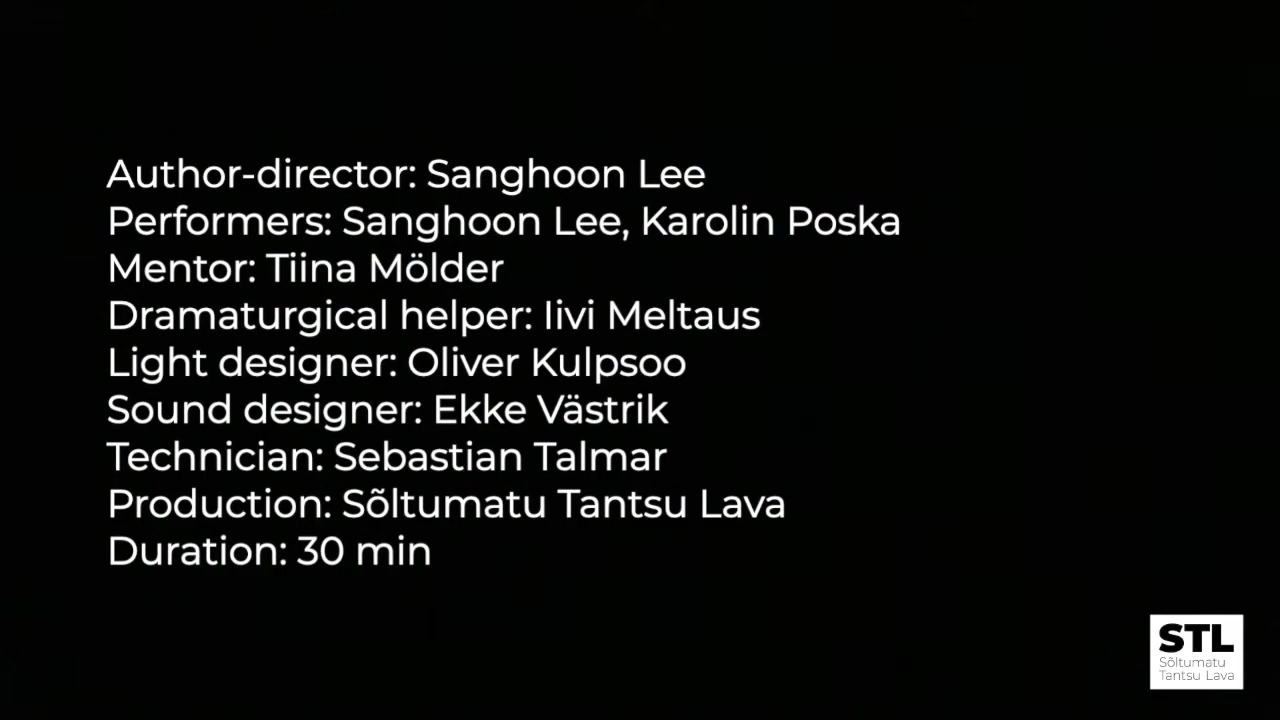 Author-director: Sanghoon Lee
Performers: Sanghoon Lee, Karolin Poska
Mentor: Tiina Mölder
Dramaturgical helper: Iivi Meltaus
Light designer: Oliver Kulpsoo
Sound designer: Ekke Västrik
Technician: Sebastian Talmar
Production: Sõltumatu Tantsu Lava
Duration: 30 min
STL
Sõltumatu
Tantsu Lava